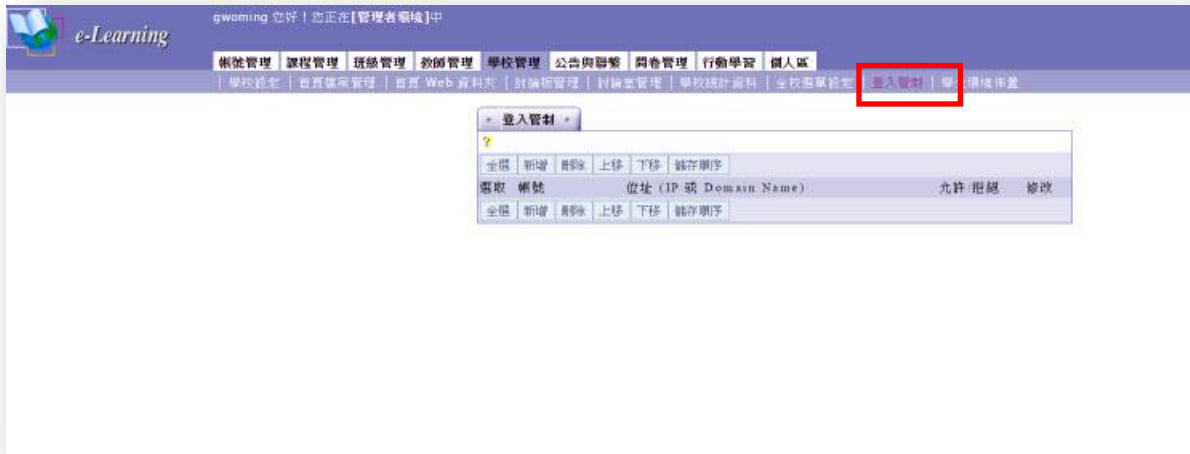 e-Learning
gwoming 您好！您正在[管理者環境]中
帳號管理 課程管理 班級管理 教師管理 學校管理 公告與聯繫 問卷管理 行動學習 個人區
| 學校設定 | 首頁檔案管理 | 首頁 Web 資料夾 | 討論板管理 | 討論室管理 | 學校統計資料 | 全校選單設定 | 登入管制 | 學生環境佈置
登入管制
?
全選 新增 刪除 上移 下移 儲存順序
選取 帳號 位址 (IP 或 Domain Name) 允許/拒絕 修改
全選 新增 刪除 上移 下移 儲存順序